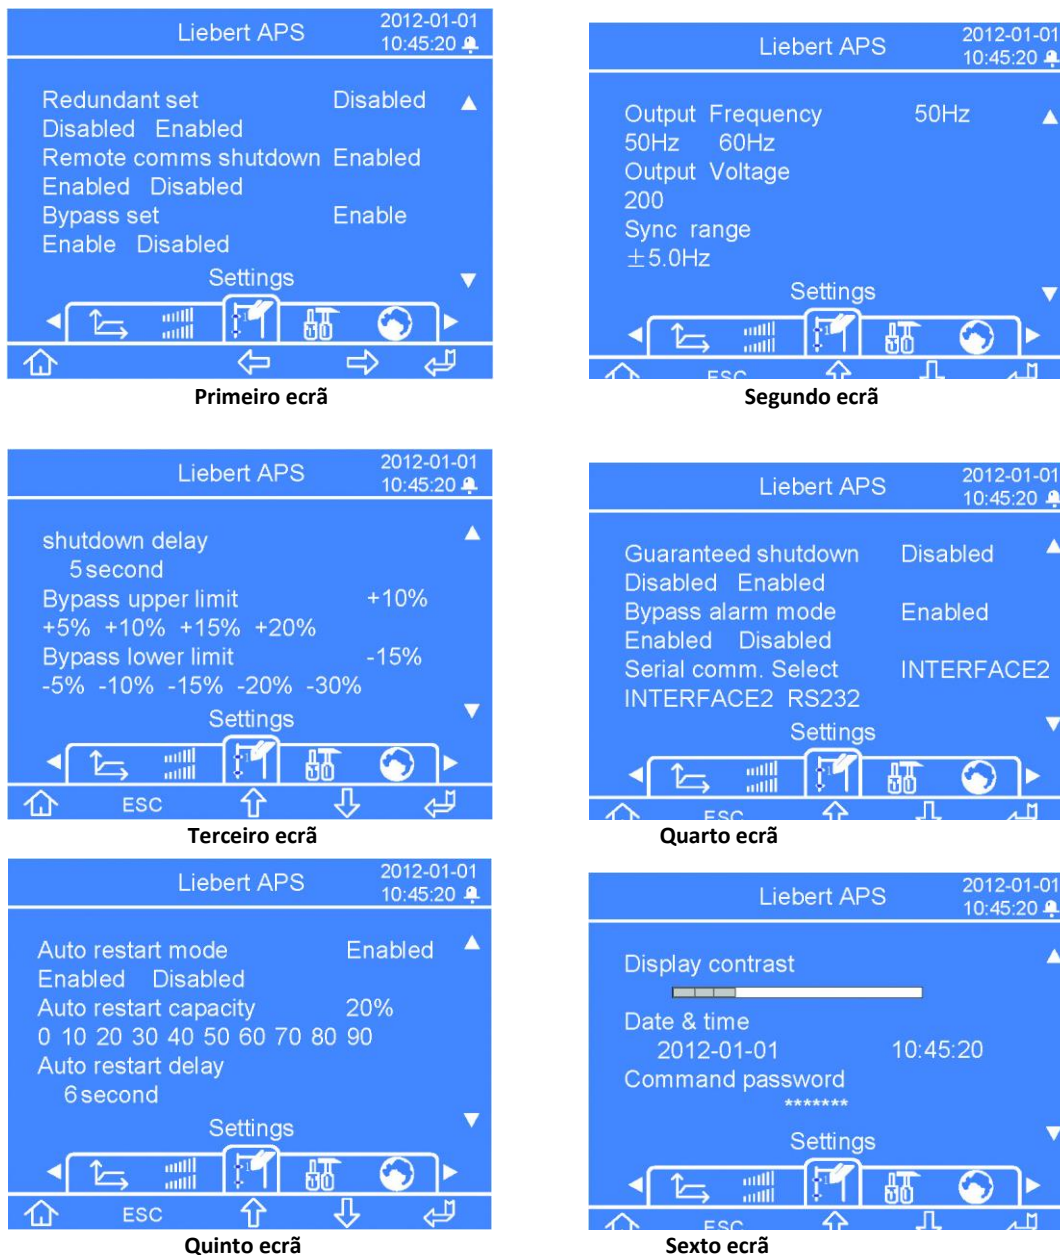 Liebert APS
2012-01-01
10:45:20
Redundant set Disabled
Disabled Enabled
Remote comms shutdown Enabled
Enabled Disabled
Bypass set Enable
Enable Disabled
Settings
Primeiro ecrã
Liebert APS
2012-01-01
10:45:20
Output Frequency 50Hz
50Hz 60Hz
Output Voltage
200
Sync range
±5.0Hz
Settings
ESC
Segundo ecrã
Liebert APS
2012-01-01
10:45:20
shutdown delay
5 second
Bypass upper limit +10%
+5% +10% +15% +20%
Bypass lower limit -15%
-5% -10% -15% -20% -30%
Settings
ESC
Terceiro ecrã
Liebert APS
2012-01-01
10:45:20
Guaranteed shutdown Disabled
Disabled Enabled
Bypass alarm mode Enabled
Enabled Disabled
Serial comm. Select INTERFACE2
INTERFACE2 RS232
Settings
ESC
Quarto ecrã
Liebert APS
2012-01-01
10:45:20
Auto restart mode Enabled
Enabled Disabled
Auto restart capacity 20%
0 10 20 30 40 50 60 70 80 90
Auto restart delay
6 second
Settings
ESC
Quinto ecrã
Liebert APS
2012-01-01
10:45:20
Display contrast
Date & time
2012-01-01 10:45:20
Command password
*******
Settings
ESC
Sexto ecrã